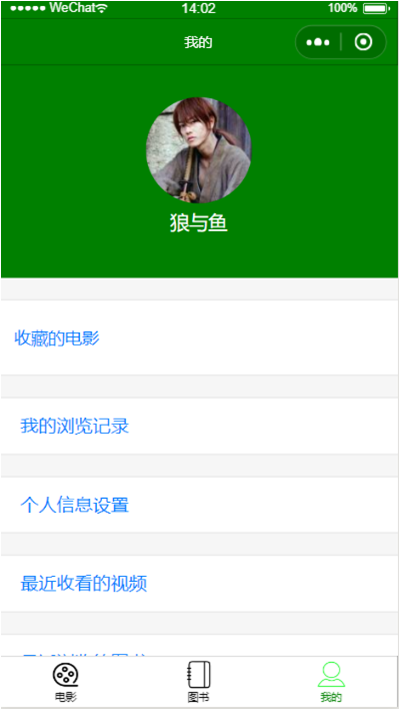 WeChat
14:02
100%
我的
狼与鱼
收藏的电影
我的浏览记录
个人信息设置
最近收看的视频
电影
图书
我的